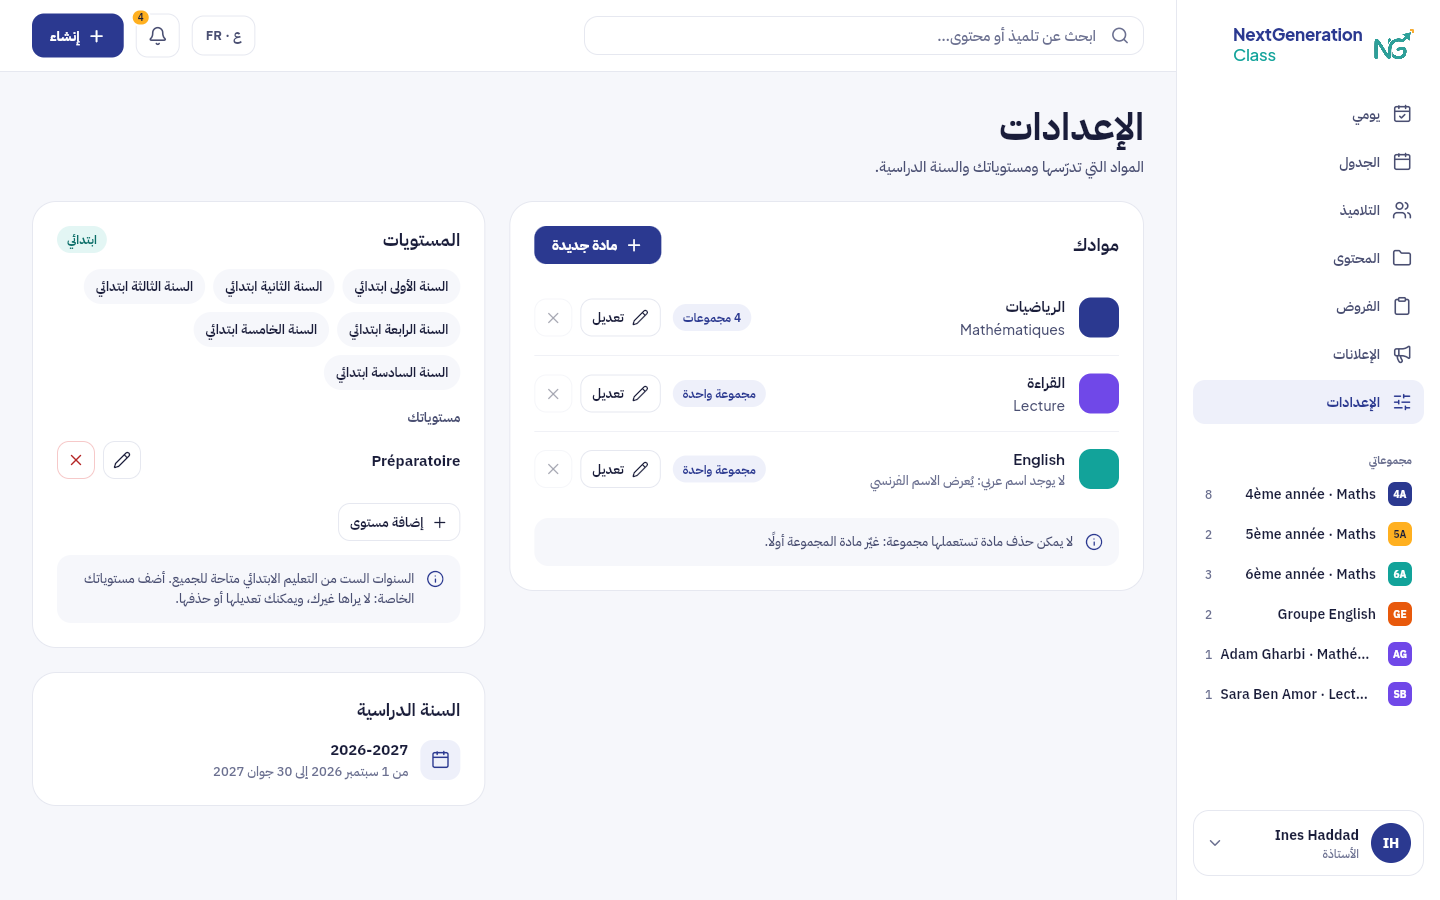 NextGeneration
Class
NG
يومي
الجدول
التلاميذ
المحتوى
الفروض
الإعلانات
الإعدادات
مجموعاتي
4A 4ème année · Maths 8
5A 5ème année · Maths 2
6A 6ème année · Maths 3
GE Groupe English 2
AG Adam Gharbi · Mathé... 1
SB Sara Ben Amor · Lect... 1
IH Ines Haddad
الأستاذة
ابحث عن تلميذ أو محتوى...
ع · FR
4
إنشاء
الإعدادات
المواد التي تدرّسها ومستوياتك والسنة الدراسية.
موادك
مادة جديدة
الرياضيات
Mathématiques
4 مجموعات
تعديل
القراءة
Lecture
مجموعة واحدة
تعديل
English
لا يوجد اسم عربي: يُعرض الاسم الفرنسي
مجموعة واحدة
تعديل
لا يمكن حذف مادة تستعملها مجموعة: غيّر مادة المجموعة أولًا.
المستويات
ابتدائي
السنة الأولى ابتدائي السنة الثانية ابتدائي السنة الثالثة ابتدائي
السنة الرابعة ابتدائي السنة الخامسة ابتدائي
السنة السادسة ابتدائي
مستوياتك
Préparatoire
إضافة مستوى
السنوات الست من التعليم الابتدائي متاحة للجميع. أضف مستوياتك
الخاصة: لا يراها غيرك، ويمكنك تعديلها أو حذفها.
السنة الدراسية
2026-2027
من 1 سبتمبر 2026 إلى 30 جوان 2027